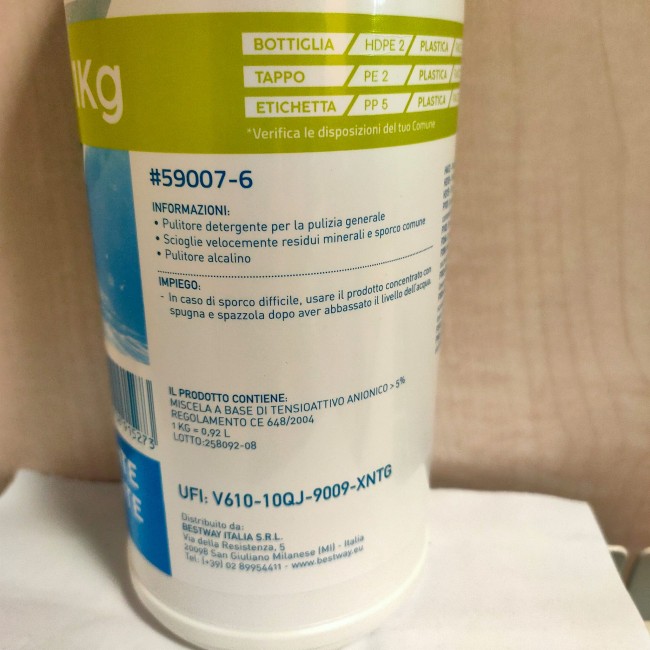 1Kg
BOTTIGLIA HDPE 2 PLASTICA
TAPPO PE 2 PLASTICA
ETICHETTA PP 5 PLASTICA
*Verifica le disposizioni del tuo Comune
#59007-6
INFORMAZIONI:
• Pulitore detergente per la pulizia generale
• Scioglie velocemente residui minerali e sporco comune
• Pulitore alcalino
IMPIEGO:
- In caso di sporco difficile, usare il prodotto concentrato con
spugna e spazzola dopo aver abbassato il livello dell'acqua.
IL PRODOTTO CONTIENE:
MISCELA A BASE DI TENSIOATTIVO ANIONICO > 5%
REGOLAMENTO CE 648/2004
1 KG = 0,92 L
LOTTO:258092-08
UFI: V610-10QJ-9009-XNTG
Distribuito da:
BESTWAY ITALIA S.R.L.
Via della Resistenza, 5
20098 San Giuliano Milanese (MI) - Italia
Tel: (+39) 02 89954411 - www.bestway.eu